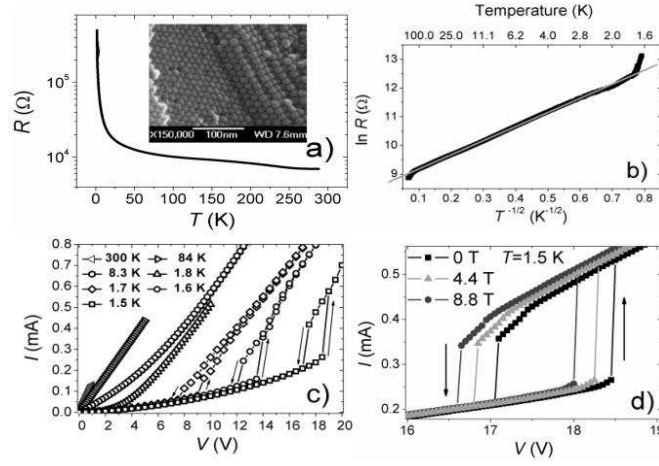 R (Ω)
10⁵
10⁴
0 50 100 150 200 250 300
T (K)
X150,000 100nm WD 7.6mm
a)
Temperature (K)
100.0 25.0 11.1 6.2 4.0 2.8 2.0 1.6
ln R (Ω)
13
12
11
10
9
0.1 0.2 0.3 0.4 0.5 0.6 0.7 0.8
T⁻¹/² (K⁻¹/²)
b)
I (mA)
0.8
0.7
0.6
0.5
0.4
0.3
0.2
0.1
0.0
300 K 84 K
8.3 K 1.8 K
1.7 K 1.6 K
1.5 K
c)
0 2 4 6 8 10 12 14 16 18 20
V (V)
I (mA)
0.5
0.4
0.3
0.2
0 T T=1.5 K
4.4 T
8.8 T
d)
16 17 18 19
V (V)